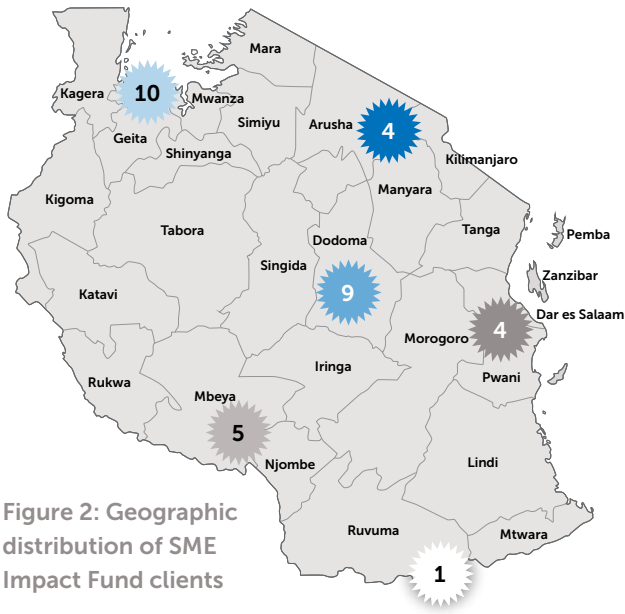 Mara
Kagera
10
Mwanza
Simiyu
Arusha
4
Geita
Shinyanga
Kilimanjaro
Kigoma
Manyara
Tabora
Dodoma
Tanga
Pemba
Singida
Zanzibar
Katavi
9
Dar es Salaam
Morogoro
4
Iringa
Rukwa
Pwani
Mbeya
5
Njombe
Lindi
Figure 2: Geographic
distribution of SME
Impact Fund clients
Ruvuma
Mtwara
1